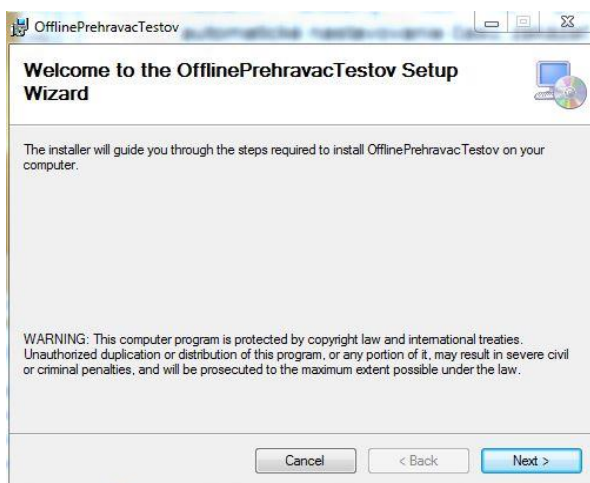 OfflinePrehravacTestov
Welcome to the OfflinePrehravacTestov Setup
Wizard
The installer will guide you through the steps required to install OfflinePrehravacTestov on your
computer.
WARNING: This computer program is protected by copyright law and international treaties.
Unauthorized duplication or distribution of this program, or any portion of it, may result in severe civil
or criminal penalties, and will be prosecuted to the maximum extent possible under the law.
Cancel
< Back
Next >